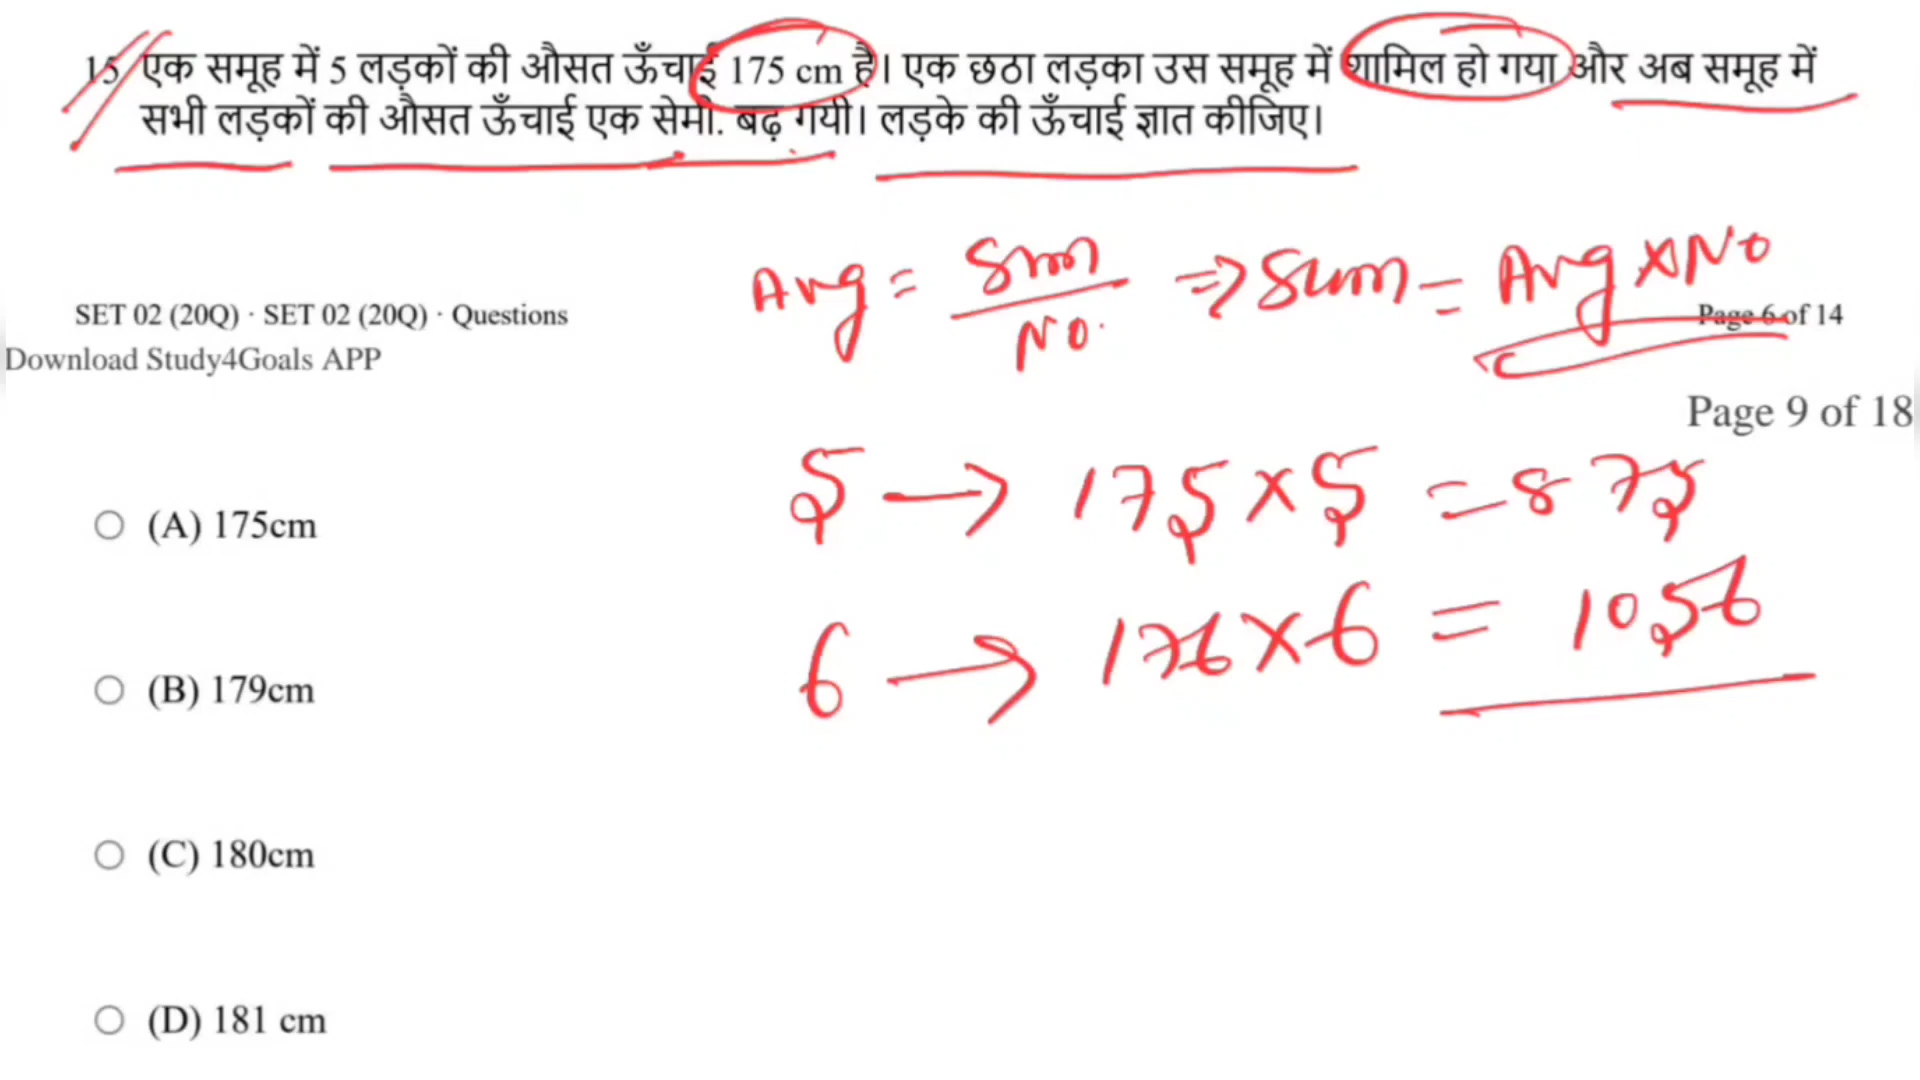 15. एक समूह में 5 लड़कों की औसत ऊँचाई 175 cm है। एक छठा लड़का उस समूह में शामिल हो गया और अब समूह में
सभी लड़कों की औसत ऊँचाई एक सेमी. बढ़ गयी। लड़के की ऊँचाई ज्ञात कीजिए।
Avg = Sum / No. ⇒ Sum = Avg × No
SET 02 (20Q) · SET 02 (20Q) · Questions
Page 6 of 14
Download Study4Goals APP
Page 9 of 18
5 → 175 × 5 = 875
(A) 175cm
6 → 176 × 6 = 1056
(B) 179cm
(C) 180cm
(D) 181 cm